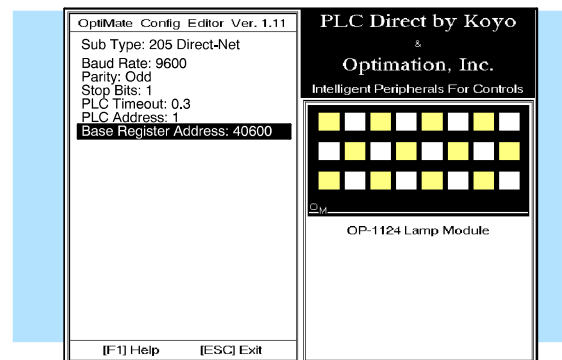 OptiMate Config Editor Ver. 1.11
Sub Type: 205 Direct-Net
Baud Rate: 9600
Parity: Odd
Stop Bits: 1
PLC Timeout: 0.3
PLC Address: 1
Base Register Address: 40600
[F1] Help [ESC] Exit
PLC Direct by Koyo
&
Optimation, Inc.
Intelligent Peripherals For Controls
OM
OP-1124 Lamp Module